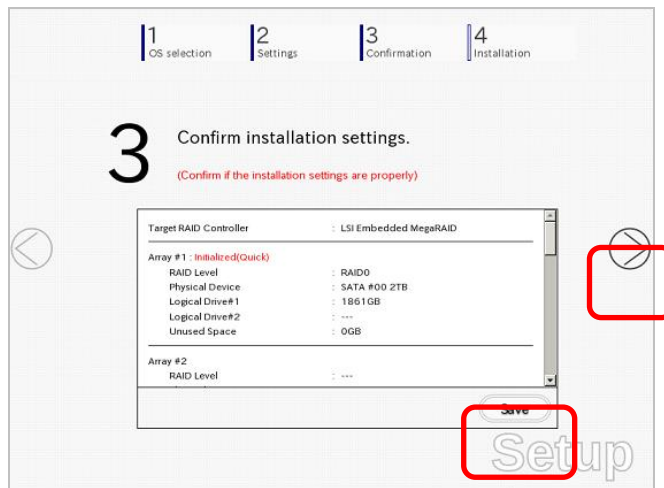 1 2 3 4
OS selection Settings Confirmation Installation
3 Confirm installation settings.
(Confirm if the installation settings are properly)
Target RAID Controller : LSI Embedded MegaRAID
Array #1 : Initialized(Quick)
RAID Level : RAID0
Physical Device : SATA #00 2TB
Logical Drive#1 : 1861GB
Logical Drive#2 : ---
Unused Space : 0GB
Array #2
RAID Level : ---
Save
Setup